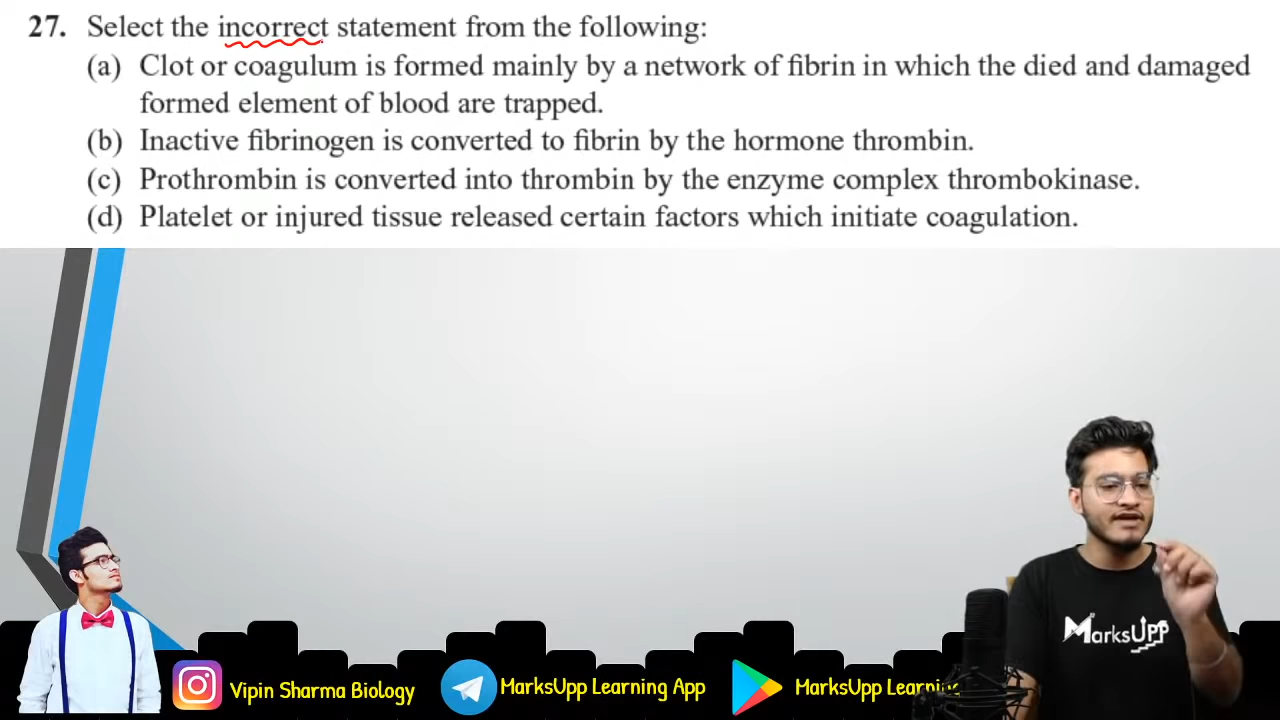 27. Select the incorrect statement from the following:
(a) Clot or coagulum is formed mainly by a network of fibrin in which the died and damaged
formed element of blood are trapped.
(b) Inactive fibrinogen is converted to fibrin by the hormone thrombin.
(c) Prothrombin is converted into thrombin by the enzyme complex thrombokinase.
(d) Platelet or injured tissue released certain factors which initiate coagulation.
MarksUPP
Vipin Sharma Biology
MarksUpp Learning App
MarksUpp Learning